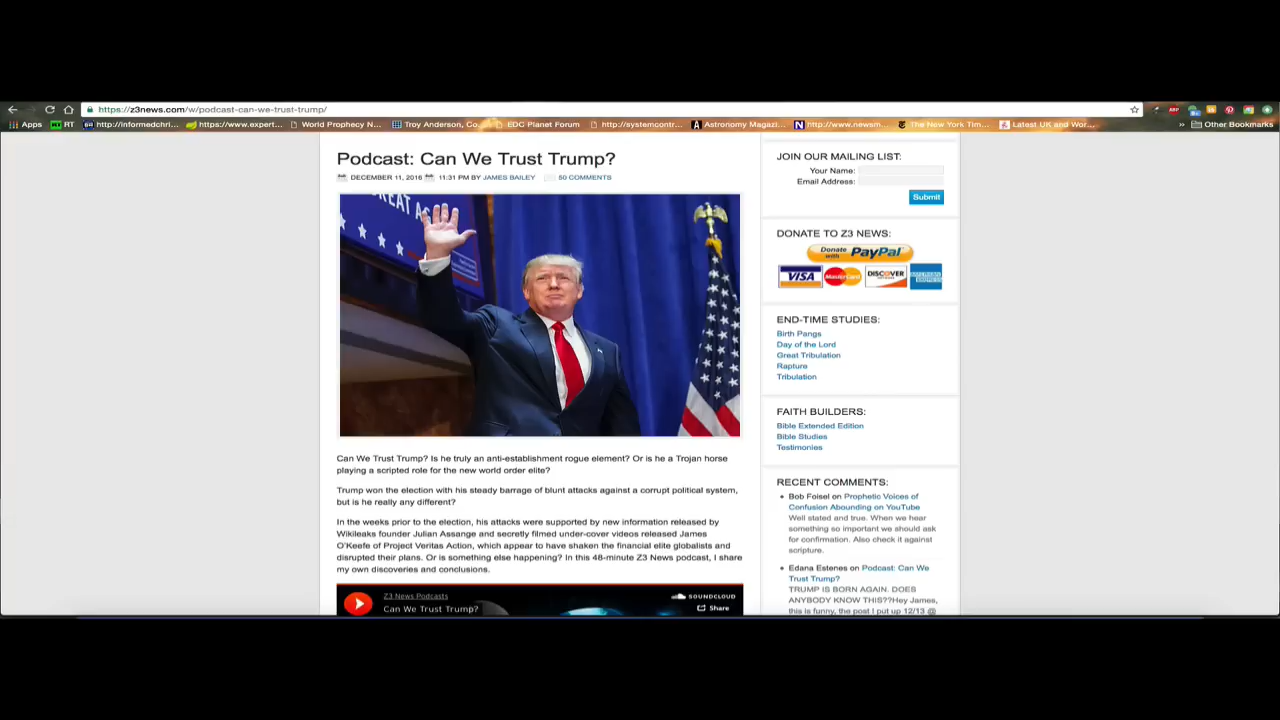 https://z3news.com/w/podcast-can-we-trust-trump/
Apps RT http://informedchri... https://www.expert... World Prophecy N... Troy Anderson, Co... EDC Planet Forum http://systemcontr... Astronomy Magazi... http://www.newsm... The New York Tim... Latest UK and Wor... » Other Bookmarks
Podcast: Can We Trust Trump?
DECEMBER 11, 2016 11:31 PM BY JAMES BAILEY 50 COMMENTS
GREAT
Can We Trust Trump? Is he truly an anti-establishment rogue element? Or is he a Trojan horse
playing a scripted role for the new world order elite?
Trump won the election with his steady barrage of blunt attacks against a corrupt political system,
but is he really any different?
In the weeks prior to the election, his attacks were supported by new information released by
Wikileaks founder Julian Assange and secretly filmed under-cover videos released James
O'Keefe of Project Veritas Action, which appear to have shaken the financial elite globalists and
disrupted their plans. Or is something else happening? In this 48-minute Z3 News podcast, I share
my own discoveries and conclusions.
Z3 News Podcasts
Can We Trust Trump?
SOUNDCLOUD
Share
JOIN OUR MAILING LIST:
Your Name:
Email Address:
Submit
DONATE TO Z3 NEWS:
Donate with PayPal
VISA MasterCard DISCOVER AMERICAN EXPRESS
END-TIME STUDIES:
Birth Pangs
Day of the Lord
Great Tribulation
Rapture
Tribulation
FAITH BUILDERS:
Bible Extended Edition
Bible Studies
Testimonies
RECENT COMMENTS:
Bob Foisel on Prophetic Voices of
Confusion Abounding on YouTube
Well stated and true. When we hear
something so important we should ask
for confirmation. Also check it against
scripture.
Edana Estenes on Podcast: Can We
Trust Trump?
TRUMP IS BORN AGAIN. DOES
ANYBODY KNOW THIS??Hey James,
this is funny, the post I put up 12/13 @